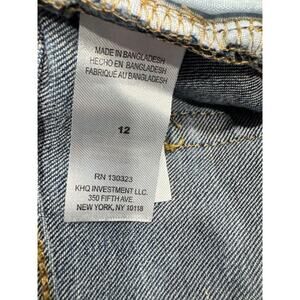 MADE IN BANGLADESH
HECHO EN BANGLADESH
FABRIQUÉ AU BANGLADESH
12
RN 130323
KHQ INVESTMENT LLC.
350 FIFTH AVE.
NEW YORK, NY 10118